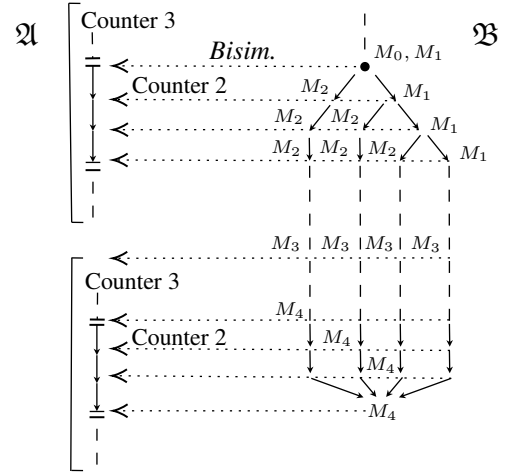 Counter 3
𝔄
𝔅
Bisim.
M₀, M₁
Counter 2
M₂
M₁
M₂ M₂
M₁
M₂ M₂ M₂
M₁
M₃ M₃ M₃ M₃
Counter 3
M₄
Counter 2
M₄
M₄
M₄